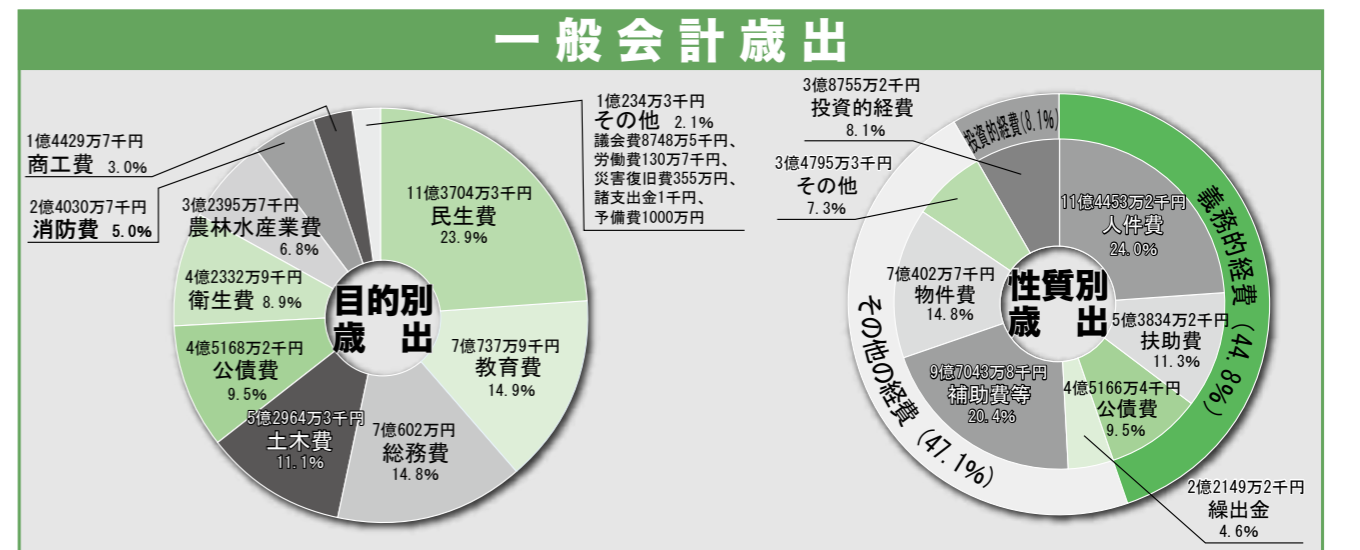 一般会計歳出
1億4429万7千円
商工費 3.0%
2億4030万7千円
消防費 5.0%
3億2395万7千円
農林水産業費
6.8%
4億2332万9千円
衛生費 8.9%
4億5168万2千円
公債費
9.5%
5億2964万3千円
土木費
11.1%
7億602万円
総務費
14.8%
7億737万9千円
教育費
14.9%
11億3704万3千円
民生費
23.9%
1億234万3千円
その他 2.1%
議会費8748万5千円、
労働費130万7千円、
災害復旧費355万円、
諸支出金1千円、
予備費1000万円
目的別
歳 出
3億8755万2千円
投資的経費
8.1%
3億4795万3千円
その他
7.3%
7億402万7千円
物件費
14.8%
9億7043万8千円
補助費等
20.4%
2億2149万2千円
繰出金
4.6%
4億5166万4千円
公債費
9.5%
5億3834万2千円
扶助費
11.3%
11億4453万2千円
人件費
24.0%
性質別
歳 出
投資的経費(8.1%)
義務的経費(44.8%)
その他の経費(47.1%)